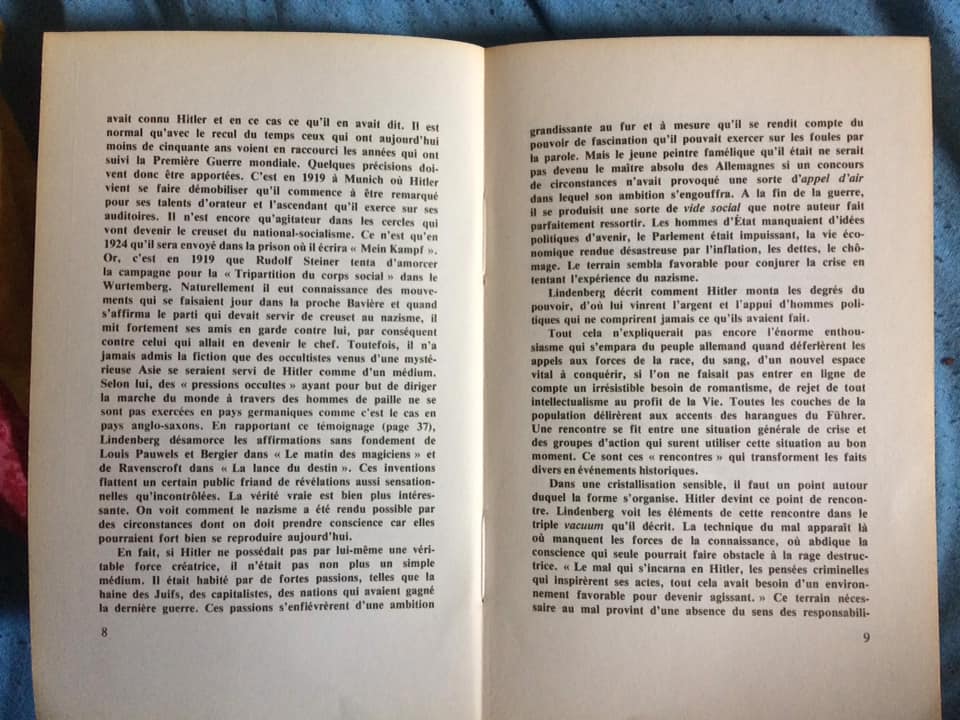 avait connu Hitler et en ce cas ce qu'il en avait dit. Il est
normal qu'avec le recul du temps ceux qui ont aujourd'hui
moins de cinquante ans voient en raccourci les années qui ont
suivi la Première Guerre mondiale. Quelques précisions doi-
vent donc être apportées. C'est en 1919 à Munich où Hitler
vient se faire démobiliser qu'il commence à être remarqué
pour ses talents d'orateur et l'ascendant qu'il exerce sur ses
auditoires. Il n'est encore qu'agitateur dans les cercles qui
vont devenir le creuset du national-socialisme. Ce n'est qu'en
1924 qu'il sera envoyé dans la prison où il écrira « Mein Kampf ».
Or, c'est en 1919 que Rudolf Steiner tenta d'amorcer
la campagne pour la « Tripartition du corps social » dans le
Wurtemberg. Naturellement il eut connaissance des mouve-
ments qui se faisaient jour dans la proche Bavière et quand
s'affirma le parti qui devait servir de creuset au nazisme, il
mit fortement ses amis en garde contre lui, par conséquent
contre celui qui allait en devenir le chef. Toutefois, il n'a
jamais admis la fiction que des occultistes venus d'une mysté-
rieuse Asie se seraient servi de Hitler comme d'un médium.
Selon lui, des « pressions occultes » ayant pour but de diriger
la marche du monde à travers des hommes de paille ne se
sont pas exercées en pays germaniques comme c'est le cas en
pays anglo-saxons. En rapportant ce témoignage (page 37),
Lindenberg désamorce les affirmations sans fondement de
Louis Pauwels et Bergier dans « Le matin des magiciens » et
de Ravenscroft dans « La lance du destin ». Ces inventions
flattent un certain public friand de révélations aussi sensation-
nelles qu'incontrôlées. La vérité vraie est bien plus intéres-
sante. On voit comment le nazisme a été rendu possible par
des circonstances dont on doit prendre conscience car elles
pourraient fort bien se reproduire aujourd'hui.
En fait, si Hitler ne possédait pas par lui-même une véri-
table force créatrice, il n'était pas non plus un simple
médium. Il était habité par de fortes passions, telles que la
haine des Juifs, des capitalistes, des nations qui avaient gagné
la dernière guerre. Ces passions s'enfiévrèrent d'une ambition
8
grandissante au fur et à mesure qu'il se rendit compte du
pouvoir de fascination qu'il pouvait exercer sur les foules par
la parole. Mais le jeune peintre famélique qu'il était ne serait
pas devenu le maître absolu des Allemagnes si un concours
de circonstances n'avait provoqué une sorte d'appel d'air
dans lequel son ambition s'engouffra. A la fin de la guerre,
il se produisit une sorte de vide social que notre auteur fait
parfaitement ressortir. Les hommes d'État manquaient d'idées
politiques d'avenir, le Parlement était impuissant, la vie éco-
nomique rendue désastreuse par l'inflation, les dettes, le chô-
mage. Le terrain sembla favorable pour conjurer la crise en
tentant l'expérience du nazisme.
Lindenberg décrit comment Hitler monta les degrés du
pouvoir, d'où lui vinrent l'argent et l'appui d'hommes poli-
tiques qui ne comprirent jamais ce qu'ils avaient fait.
Tout cela n'expliquerait pas encore l'énorme enthou-
siasme qui s'empara du peuple allemand quand déferlèrent les
appels aux forces de la race, du sang, d'un nouvel espace
vital à conquérir, si l'on ne faisait pas entrer en ligne de
compte un irrésistible besoin de romantisme, de rejet de tout
intellectualisme au profit de la Vie. Toutes les couches de la
population délirèrent aux accents des harangues du Führer.
Une rencontre se fit entre une situation générale de crise et
des groupes d'action qui surent utiliser cette situation au bon
moment. Ce sont ces « rencontres » qui transforment les faits
divers en événements historiques.
Dans une cristallisation sensible, il faut un point autour
duquel la forme s'organise. Hitler devint ce point de rencon-
tre. Lindenberg voit les éléments de cette rencontre dans le
triple vacuum qu'il décrit. La technique du mal apparaît là
où manquent les forces de la connaissance, où abdique la
conscience qui seule pourrait faire obstacle à la rage destruc-
trice. « Le mal qui s'incarna en Hitler, les pensées criminelles
qui inspirèrent ses actes, tout cela avait besoin d'un environ-
nement favorable pour devenir agissant. » Ce terrain néces-
saire au mal provint d'une absence du sens des responsabili-
9